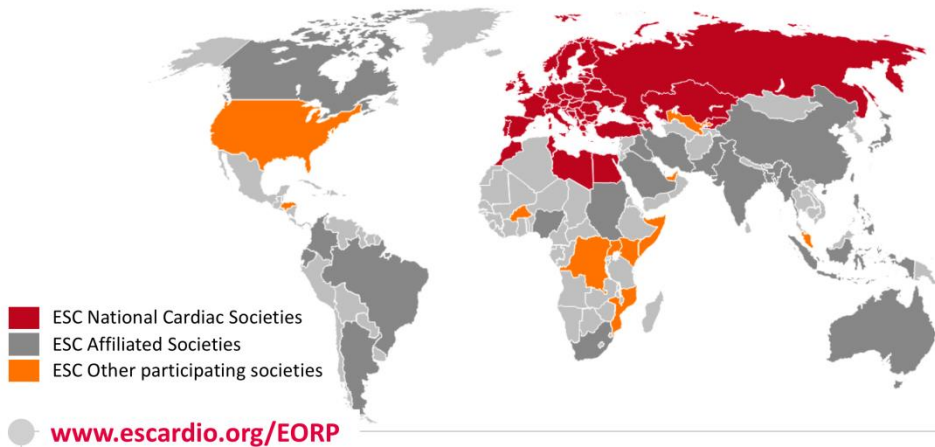 ESC National Cardiac Societies
ESC Affiliated Societies
ESC Other participating societies
www.escardio.org/EORP